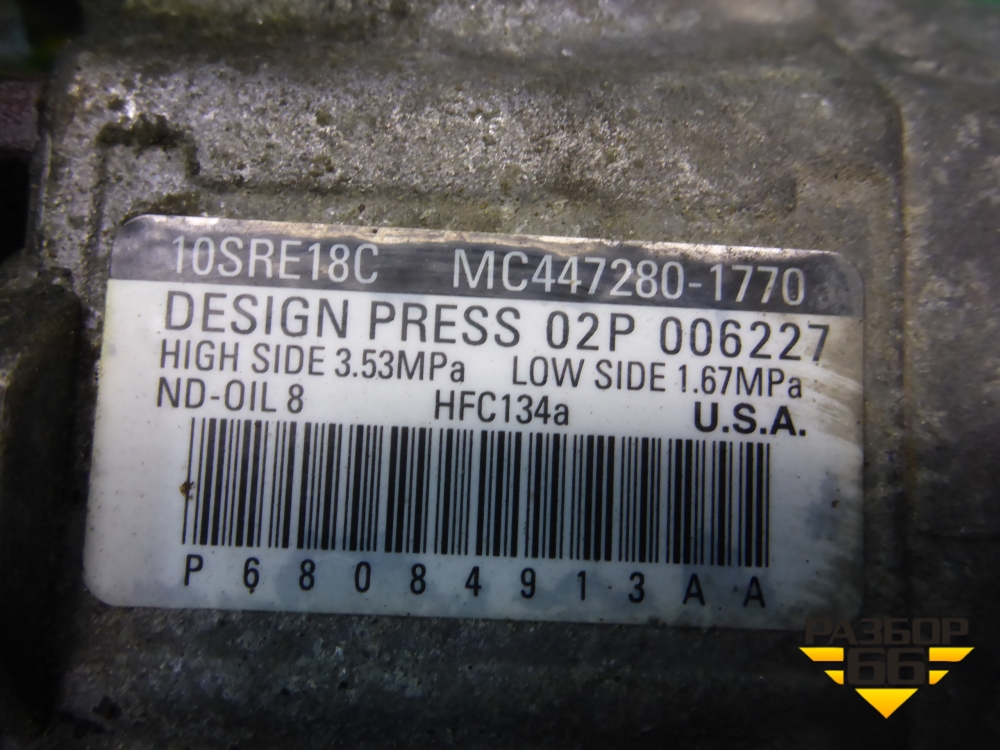 10SRE18C MC447280-1770
DESIGN PRESS 02P 006227
HIGH SIDE 3.53MPa LOW SIDE 1.67MPa
ND-OIL 8 HFC134a U.S.A.
P68084913AA
РАЗБОР
66